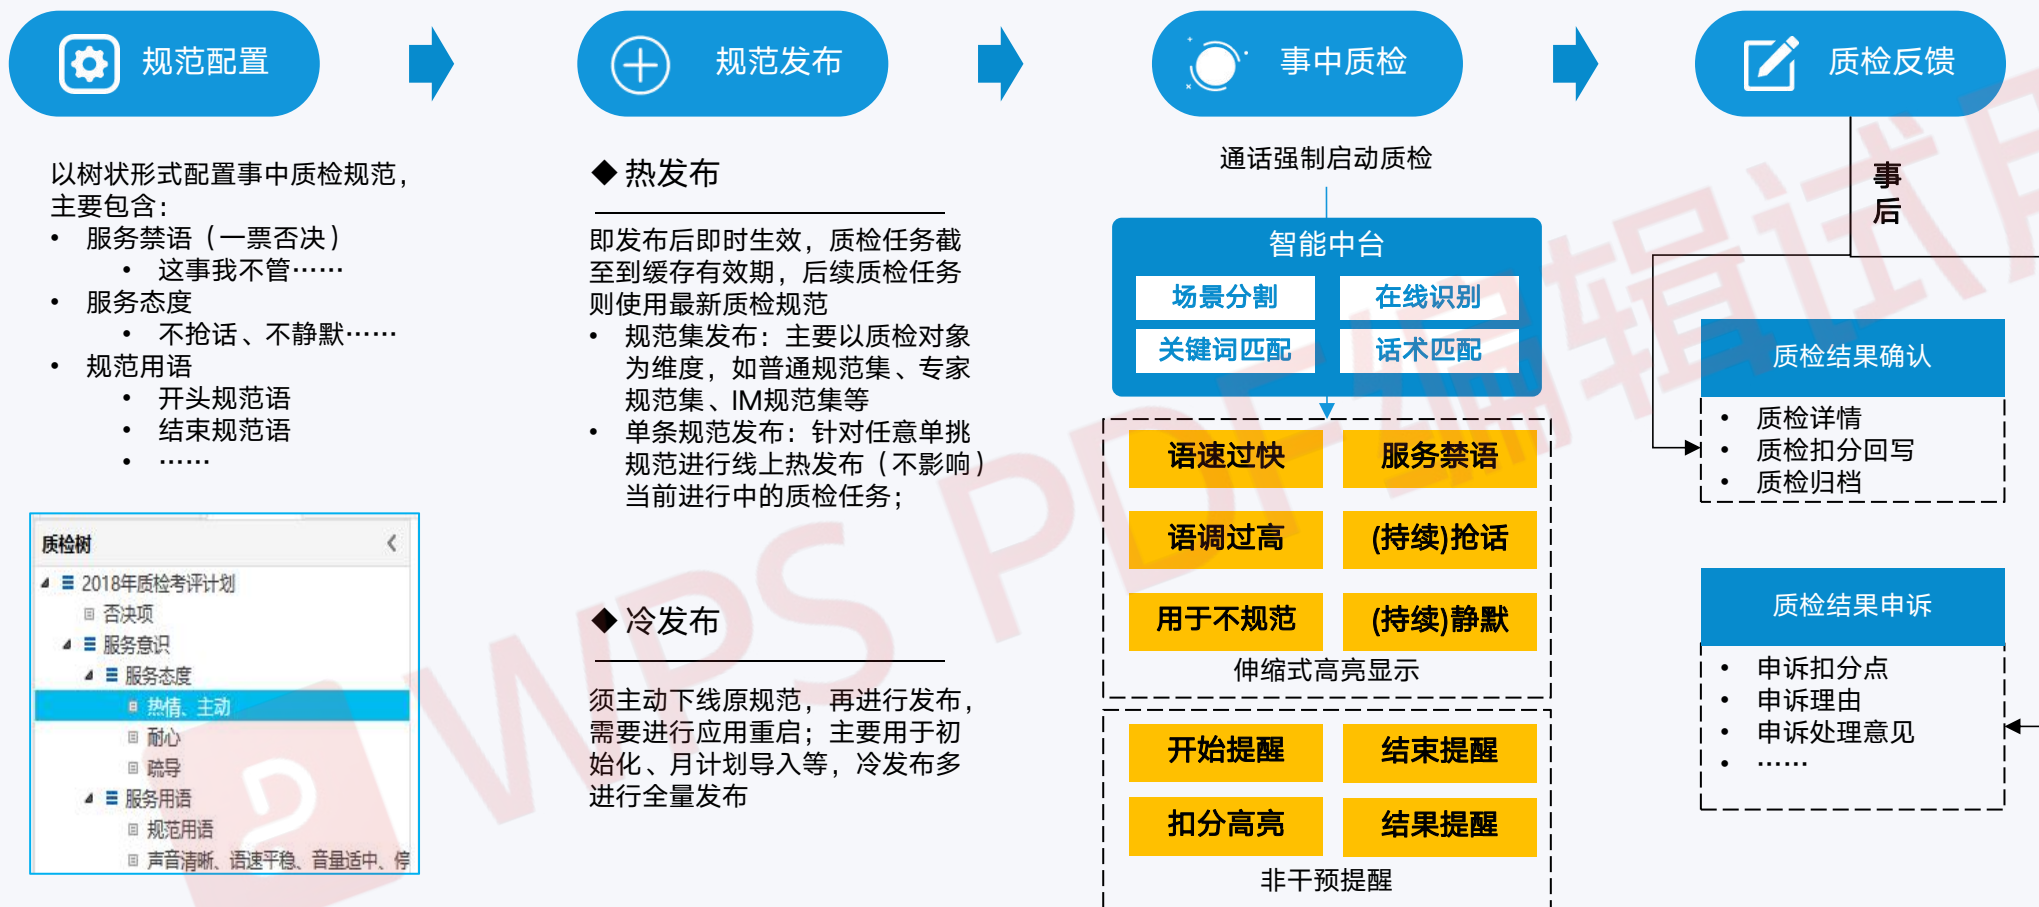 规范配置
规范发布
事中质检
质检反馈
以树状形式配置事中质检规范，
主要包含：
• 服务禁语（一票否决）
• 这事我不管……
• 服务态度
• 不抢话、不静默……
• 规范用语
• 开头规范语
• 结束规范语
• ……
质检树
2018年质检考评计划
否决项
服务意识
服务态度
热情、主动
耐心
疏导
服务用语
规范用语
声音清晰、语速平稳、音量适中、停
◆ 热发布
即发布后即时生效，质检任务截
至到缓存有效期，后续质检任务
则使用最新质检规范
• 规范集发布：主要以质检对象
为维度，如普通规范集、专家
规范集、IM规范集等
• 单条规范发布：针对任意单挑
规范进行线上热发布（不影响）
当前进行中的质检任务；
◆ 冷发布
须主动下线原规范，再进行发布，
需要进行应用重启；主要用于初
始化、月计划导入等，冷发布多
进行全量发布
通话强制启动质检
智能中台
场景分割 在线识别
关键词匹配 话术匹配
语速过快 服务禁语
语调过高 (持续)抢话
用于不规范 (持续)静默
伸缩式高亮显示
开始提醒 结束提醒
扣分高亮 结果提醒
非干预提醒
事
后
质检结果确认
• 质检详情
• 质检扣分回写
• 质检归档
质检结果申诉
• 申诉扣分点
• 申诉理由
• 申诉处理意见
• ……
WPS PDF编辑试用